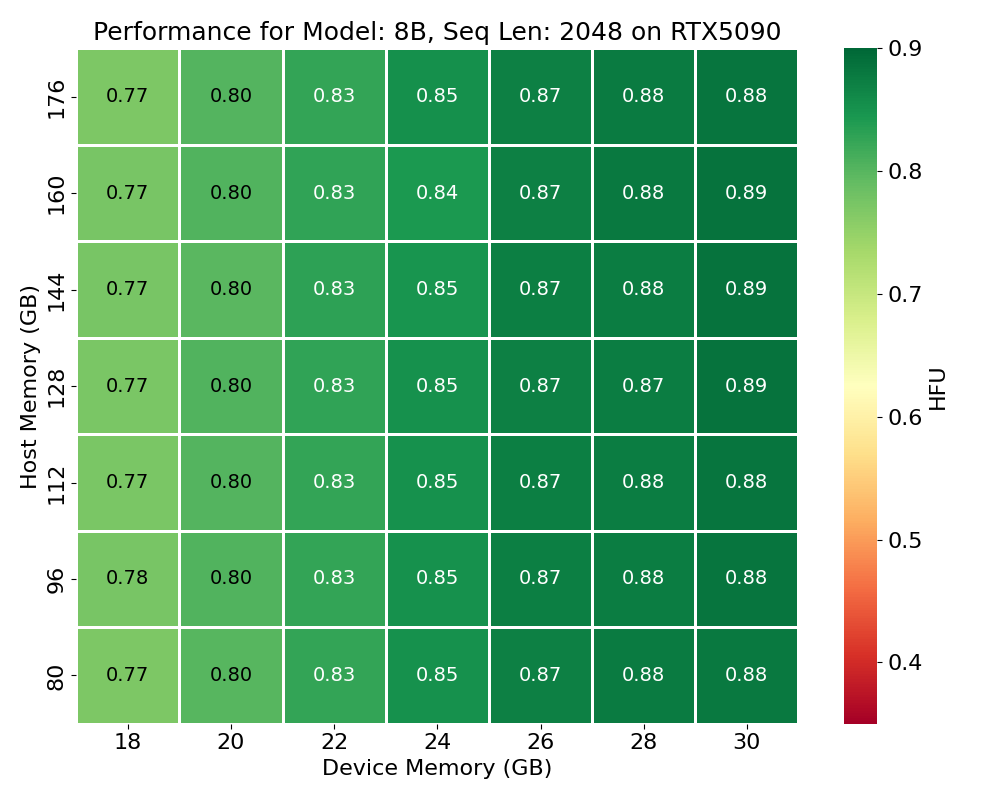 Performance for Model: 8B, Seq Len: 2048 on RTX5090
Host Memory (GB)
176 0.77 0.80 0.83 0.85 0.87 0.88 0.88
160 0.77 0.80 0.83 0.84 0.87 0.88 0.89
144 0.77 0.80 0.83 0.85 0.87 0.88 0.89
128 0.77 0.80 0.83 0.85 0.87 0.87 0.89
112 0.77 0.80 0.83 0.85 0.87 0.88 0.88
96 0.78 0.80 0.83 0.85 0.87 0.88 0.88
80 0.77 0.80 0.83 0.85 0.87 0.88 0.88
18 20 22 24 26 28 30
Device Memory (GB)
0.9
0.8
0.7
0.6
0.5
0.4
HFU